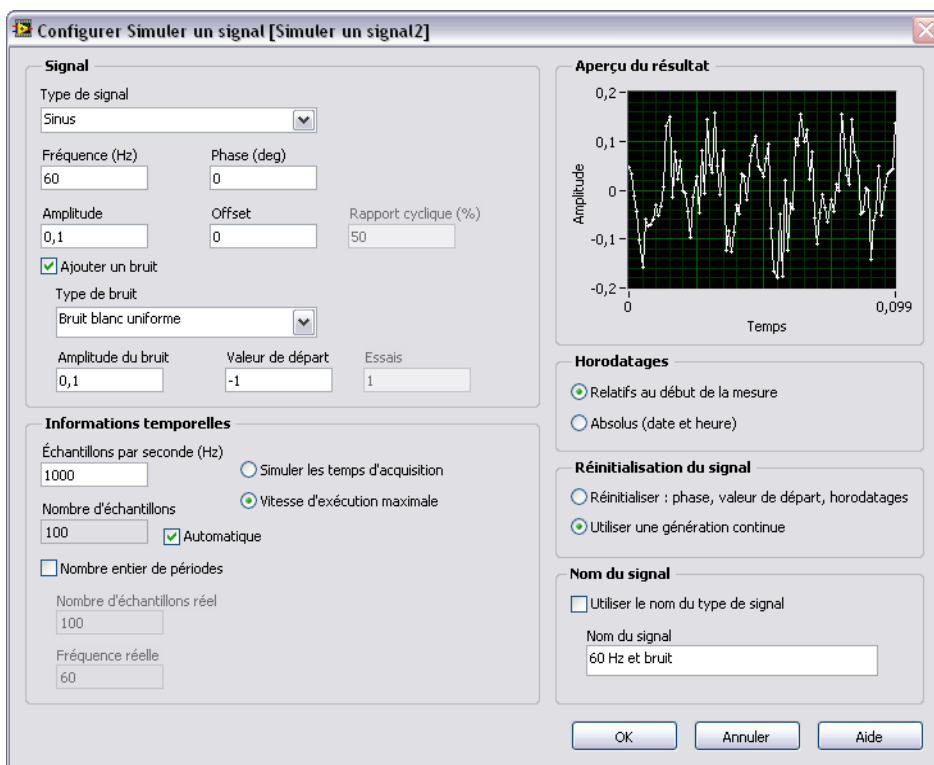 Configurer Simuler un signal [Simuler un signal2]
Signal
Type de signal
Sinus
Fréquence (Hz) Phase (deg)
60 0
Amplitude Offset Rapport cyclique (%)
0,1 0 50
Ajouter un bruit
Type de bruit
Bruit blanc uniforme
Amplitude du bruit Valeur de départ Essais
0,1 -1 1
Informations temporelles
Échantillons par seconde (Hz)
1000
Simuler les temps d'acquisition
Vitesse d'exécution maximale
Nombre d'échantillons
100 Automatique
Nombre entier de périodes
Nombre d'échantillons réel
100
Fréquence réelle
60
Aperçu du résultat
0,2
0,1
0
-0,1
-0,2
Amplitude
0 0,099
Temps
Horodatages
Relatifs au début de la mesure
Absolus (date et heure)
Réinitialisation du signal
Réinitialiser : phase, valeur de départ, horodatages
Utiliser une génération continue
Nom du signal
Utiliser le nom du type de signal
Nom du signal
60 Hz et bruit
OK Annuler Aide